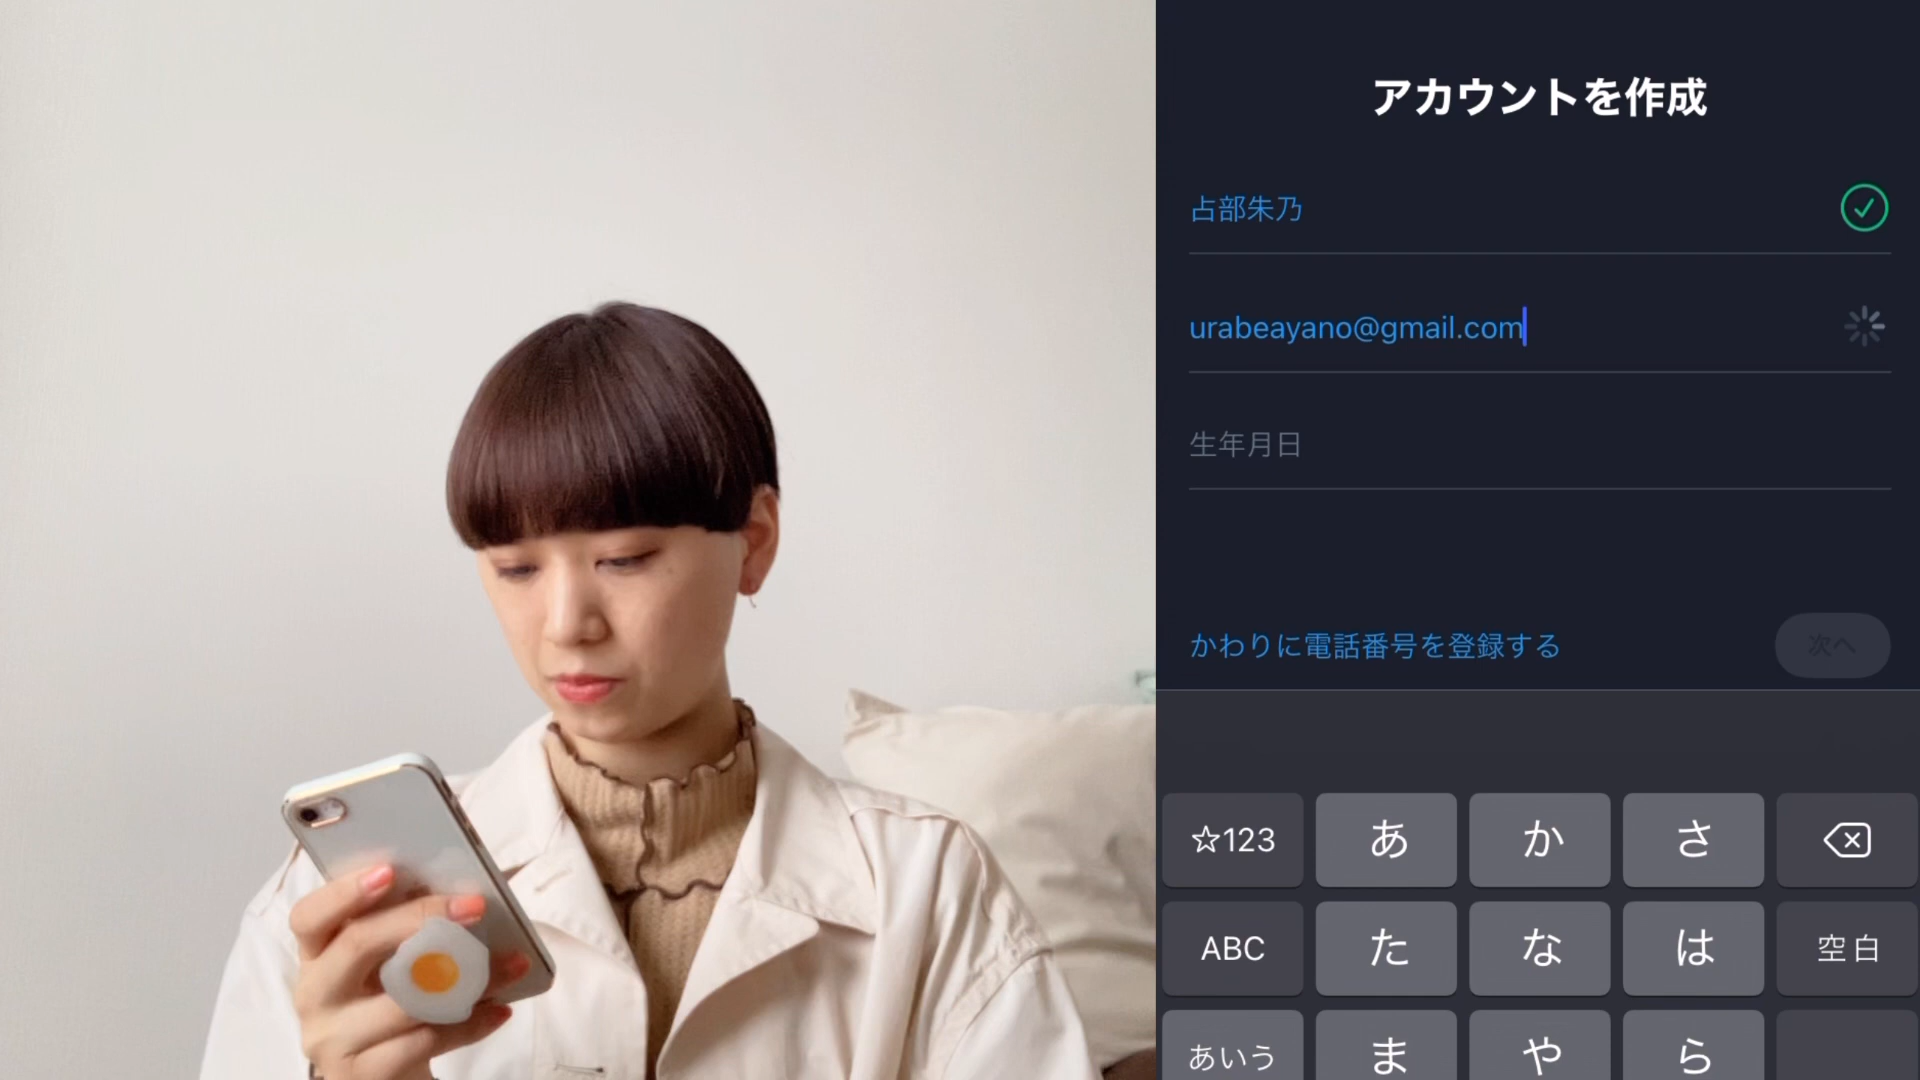 アカウントを作成
占部朱乃
urabeayano@gmail.com
生年月日
かわりに電話番号を登録する
次へ
☆123
あ
か
さ
ABC
た
な
は
空白
あいう
ま
や
ら